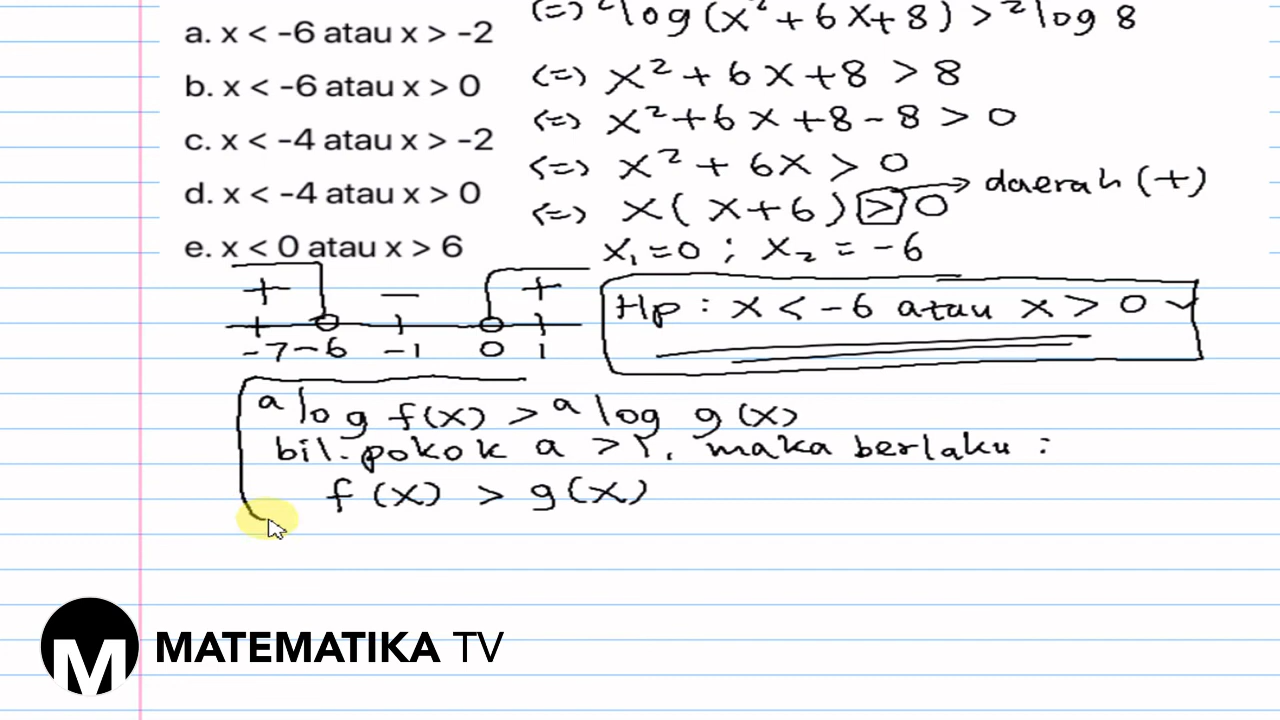 (=) ²log (x² + 6x + 8) > ²log 8
a. x < -6 atau x > -2
b. x < -6 atau x > 0
c. x < -4 atau x > -2
d. x < -4 atau x > 0
e. x < 0 atau x > 6
(=) x² + 6x + 8 > 8
(=) x² + 6x + 8 - 8 > 0
(=) x² + 6x > 0
(=) x(x+6) > 0 → daerah (+)
x₁ = 0 ; x₂ = -6
+ — +
-7 -6 -1 0 1
Hp : x < -6 atau x > 0 ✓
ᵃlog f(x) > ᵃlog g(x)
bil. pokok a > 1, maka berlaku :
f(x) > g(x)
M MATEMATIKA TV